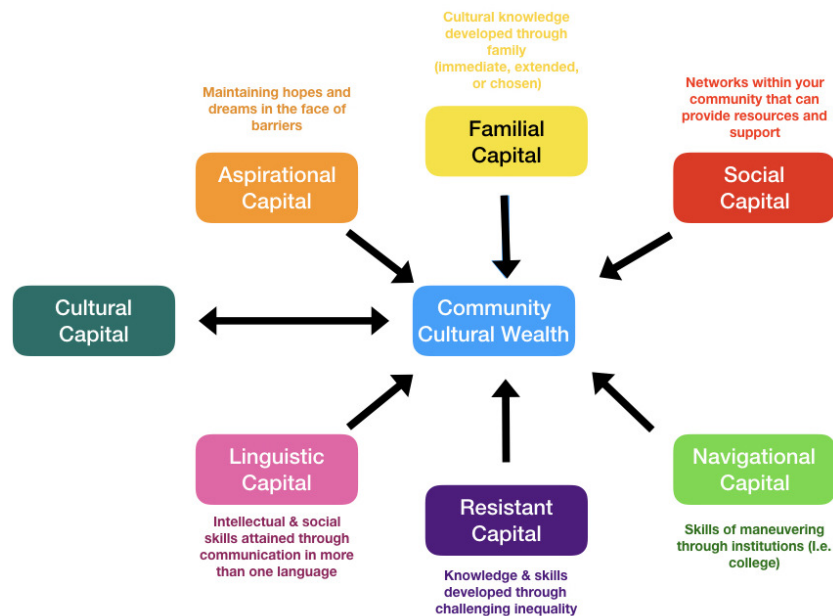 Cultural knowledge
developed through
family
(immediate, extended,
or chosen)
Familial
Capital
Maintaining hopes and
dreams in the face of
barriers
Aspirational
Capital
Networks within your
community that can
provide resources and
support
Social
Capital
Cultural
Capital
Community
Cultural Wealth
Linguistic
Capital
Intellectual & social
skills attained through
communication in more
than one language
Resistant
Capital
Knowledge & skills
developed through
challenging inequality
Navigational
Capital
Skills of maneuvering
through institutions (I.e.
college)